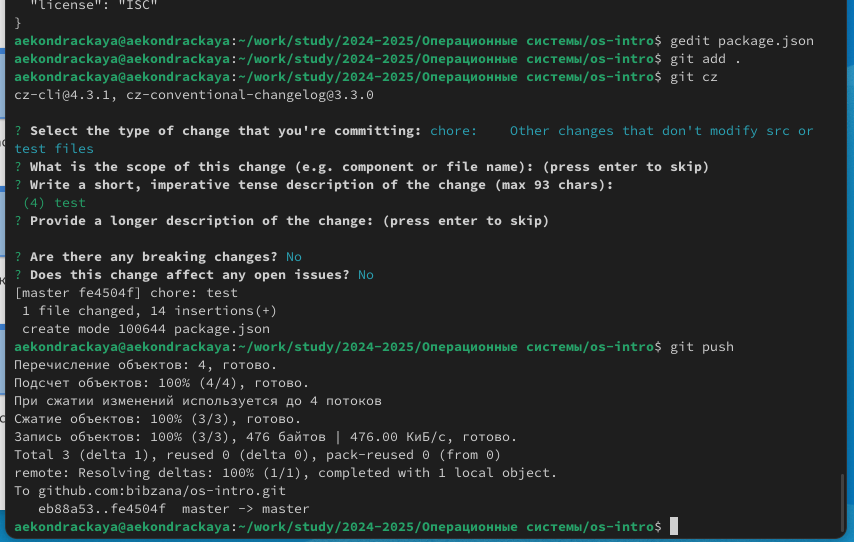 "license": "ISC"
}
aekondrackaya@aekondrackaya:~/work/study/2024-2025/Операционные системы/os-intro$ gedit package.json
aekondrackaya@aekondrackaya:~/work/study/2024-2025/Операционные системы/os-intro$ git add .
aekondrackaya@aekondrackaya:~/work/study/2024-2025/Операционные системы/os-intro$ git cz
cz-cli@4.3.1, cz-conventional-changelog@3.3.0
? Select the type of change that you're committing: chore:    Other changes that don't modify src or
test files
? What is the scope of this change (e.g. component or file name): (press enter to skip)
? Write a short, imperative tense description of the change (max 93 chars):
(4) test
? Provide a longer description of the change: (press enter to skip)
? Are there any breaking changes? No
? Does this change affect any open issues? No
[master fe4504f] chore: test
1 file changed, 14 insertions(+)
create mode 100644 package.json
aekondrackaya@aekondrackaya:~/work/study/2024-2025/Операционные системы/os-intro$ git push
Перечисление объектов: 4, готово.
Подсчет объектов: 100% (4/4), готово.
При сжатии изменений используется до 4 потоков
Сжатие объектов: 100% (3/3), готово.
Запись объектов: 100% (3/3), 476 байтов | 476.00 КиБ/с, готово.
Total 3 (delta 1), reused 0 (delta 0), pack-reused 0 (from 0)
remote: Resolving deltas: 100% (1/1), completed with 1 local object.
To github.com:bibzana/os-intro.git
eb88a53..fe4504f  master -> master
aekondrackaya@aekondrackaya:~/work/study/2024-2025/Операционные системы/os-intro$